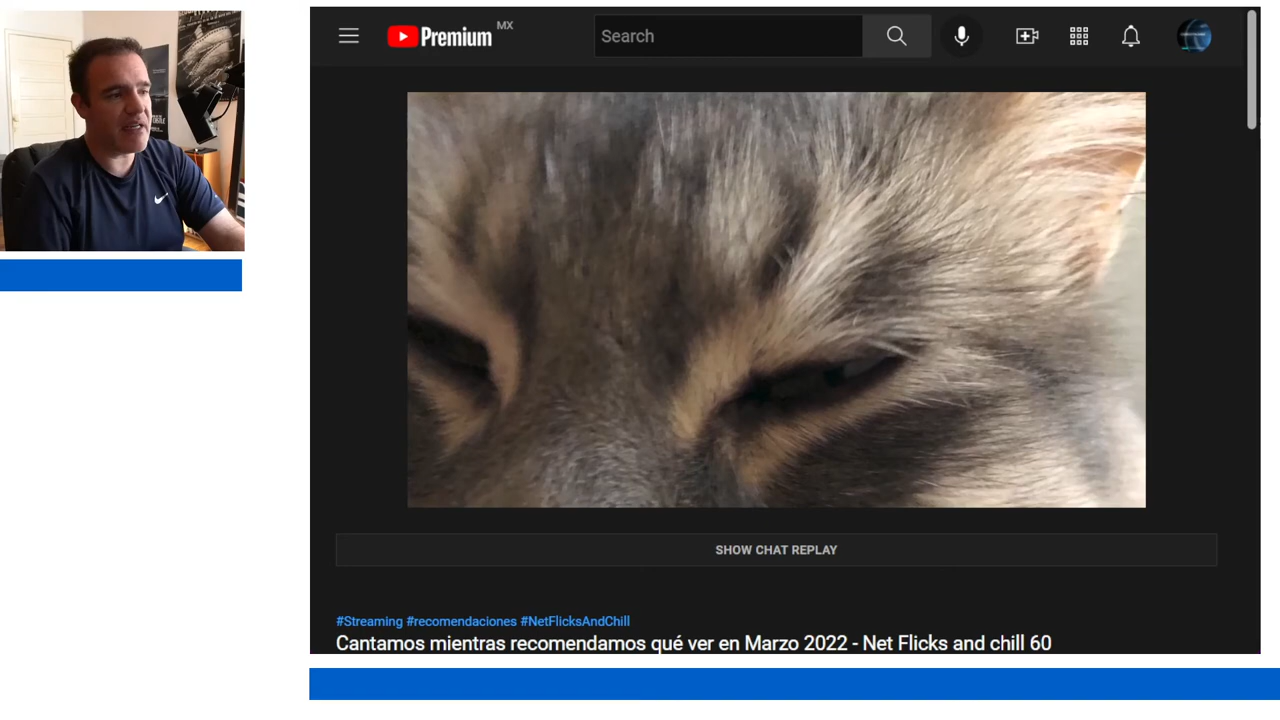 Premium MX
Search
SHOW CHAT REPLAY
#Streaming #recomendaciones #NetFlicksAndChill
Cantamos mientras recomendamos qué ver en Marzo 2022 - Net Flicks and chill 60